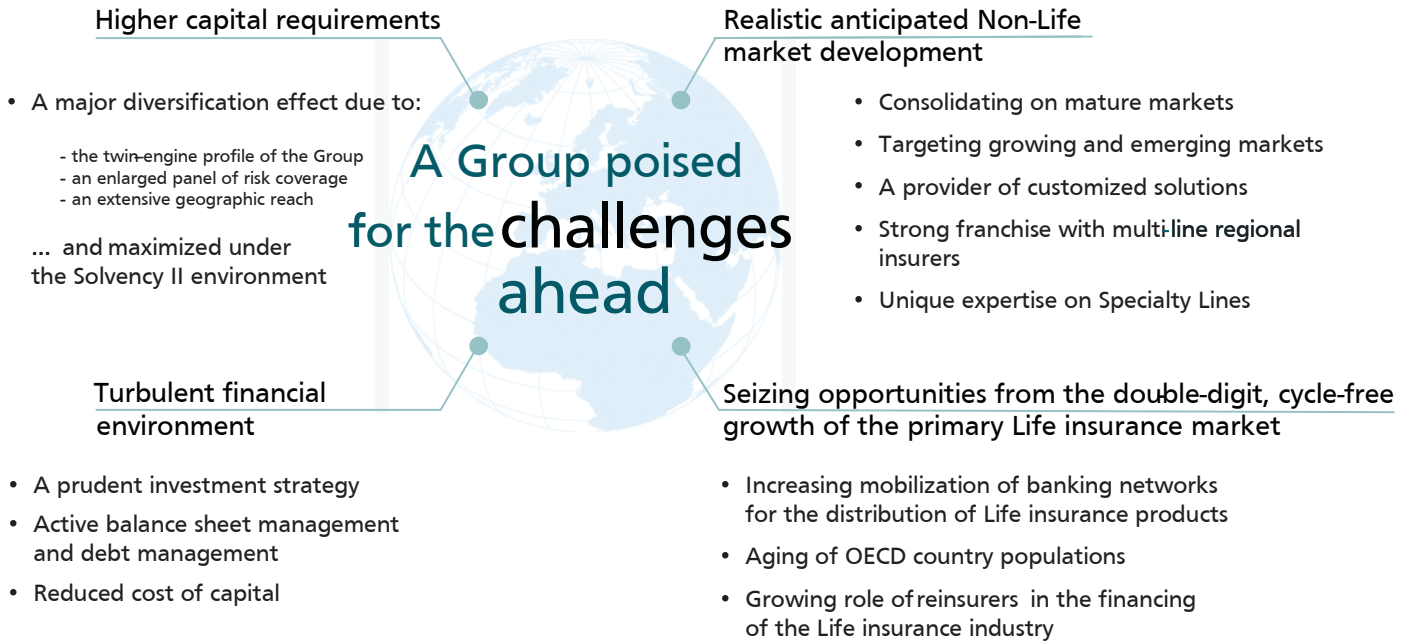 Higher capital requirements
• A major diversification effect due to:
- the twin-engine profile of the Group
- an enlarged panel of risk coverage
- an extensive geographic reach
... and maximized under
the Solvency II environment
Realistic anticipated Non-Life
market development
• Consolidating on mature markets
• Targeting growing and emerging markets
• A provider of customized solutions
• Strong franchise with multi-line regional
insurers
• Unique expertise on Specialty Lines
A Group poised
for the challenges
ahead
Turbulent financial
environment
• A prudent investment strategy
• Active balance sheet management
and debt management
• Reduced cost of capital
Seizing opportunities from the double-digit, cycle-free
growth of the primary Life insurance market
• Increasing mobilization of banking networks
for the distribution of Life insurance products
• Aging of OECD country populations
• Growing role of reinsurers in the financing
of the Life insurance industry